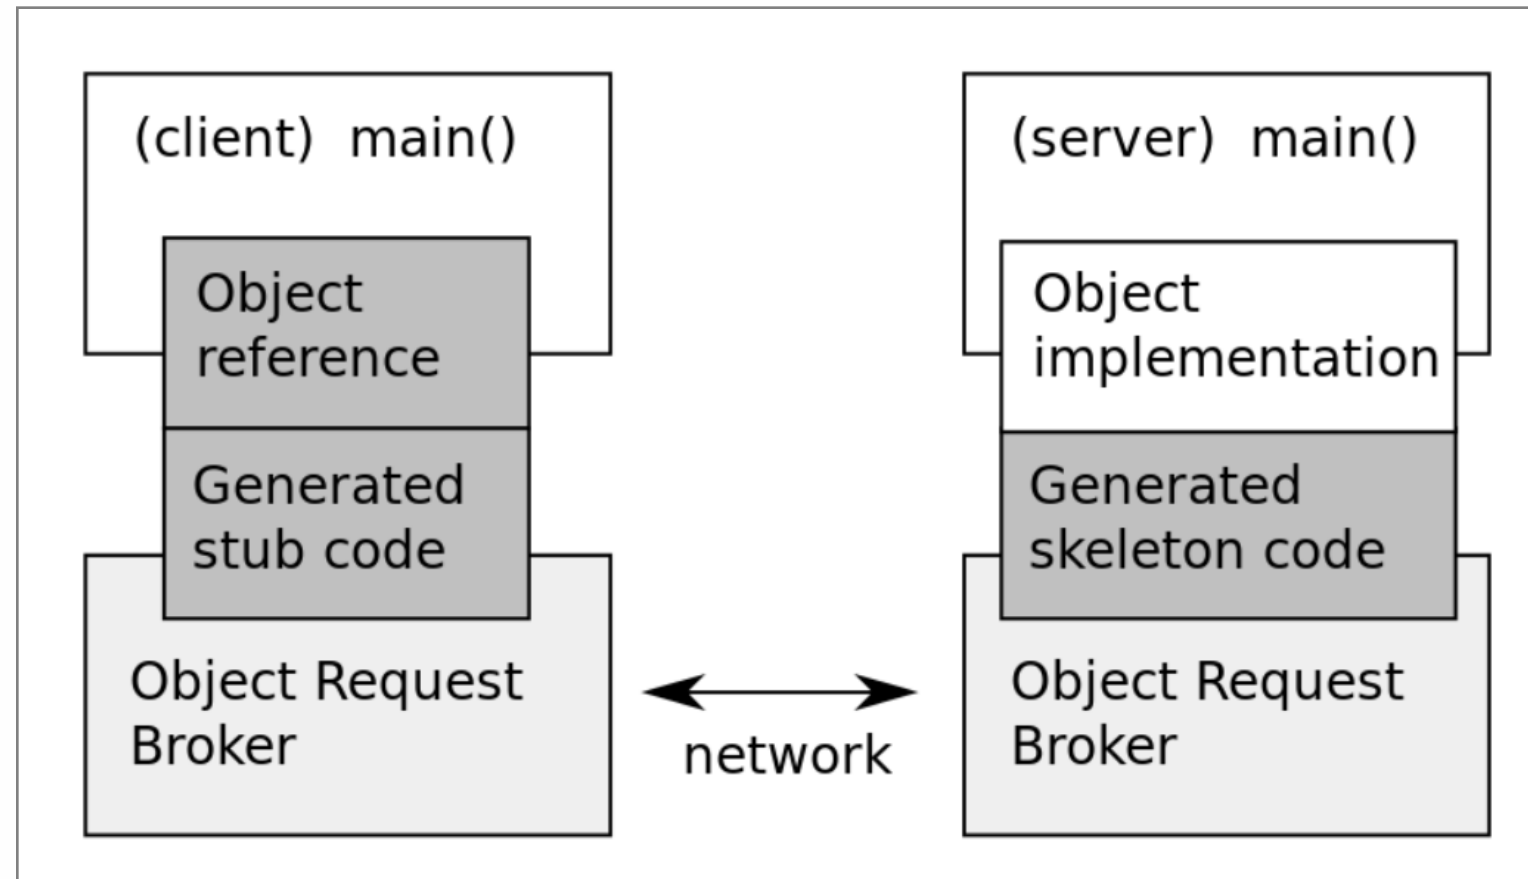 (client)  main()
Object
reference
Generated
stub code
Object Request
Broker
network
(server)  main()
Object
implementation
Generated
skeleton code
Object Request
Broker